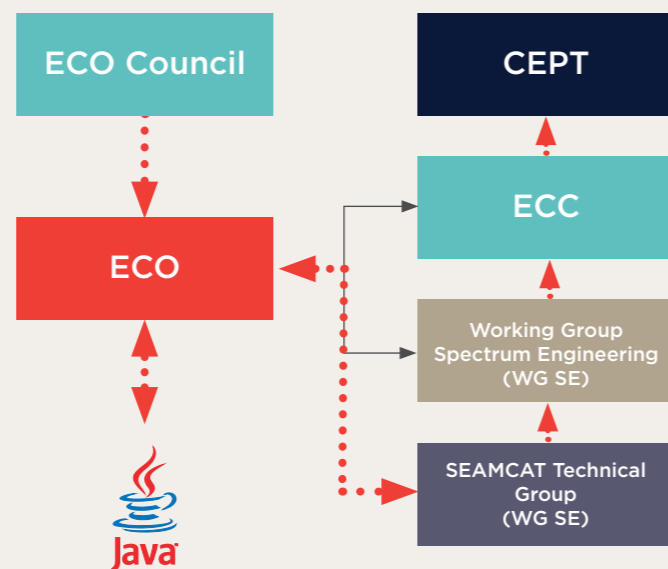 ECO Council
CEPT
ECC
ECO
Working Group
Spectrum Engineering
(WG SE)
SEAMCAT Technical
Group
(WG SE)
Java